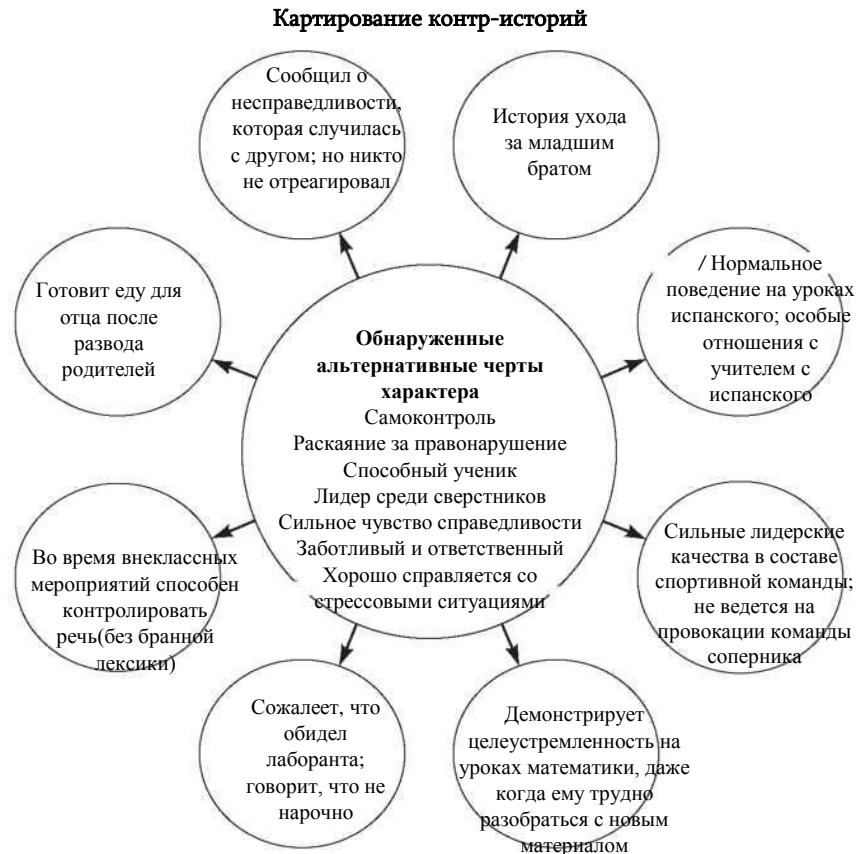 Картирование контр-историй
Сообщил о
несправедливости,
которая случилась
с другом; но никто
не отреагировал
История ухода
за младшим
братом
Готовит еду для
отца после
развода
родителей
/ Нормальное
поведение на уроках
испанского; особые
отношения с
учителем с
испанского
Обнаруженные
альтернативные черты
характера
Самоконтроль
Раскаяние за правонарушение
Способный ученик
Лидер среди сверстников
Сильное чувство справедливости
Заботливый и ответственный
Хорошо справляется со
стрессовыми ситуациями
Во время внеклассных
мероприятий способен
контролировать
речь(без бранной
лексики)
Сильные лидерские
качества в составе
спортивной команды;
не ведется на
провокации команды
соперника
Сожалеет, что
обидел
лаборанта;
говорит, что не
нарочно
Демонстрирует
целеустремленность на
уроках математики, даже
когда ему трудно
разобраться с новым
материалом